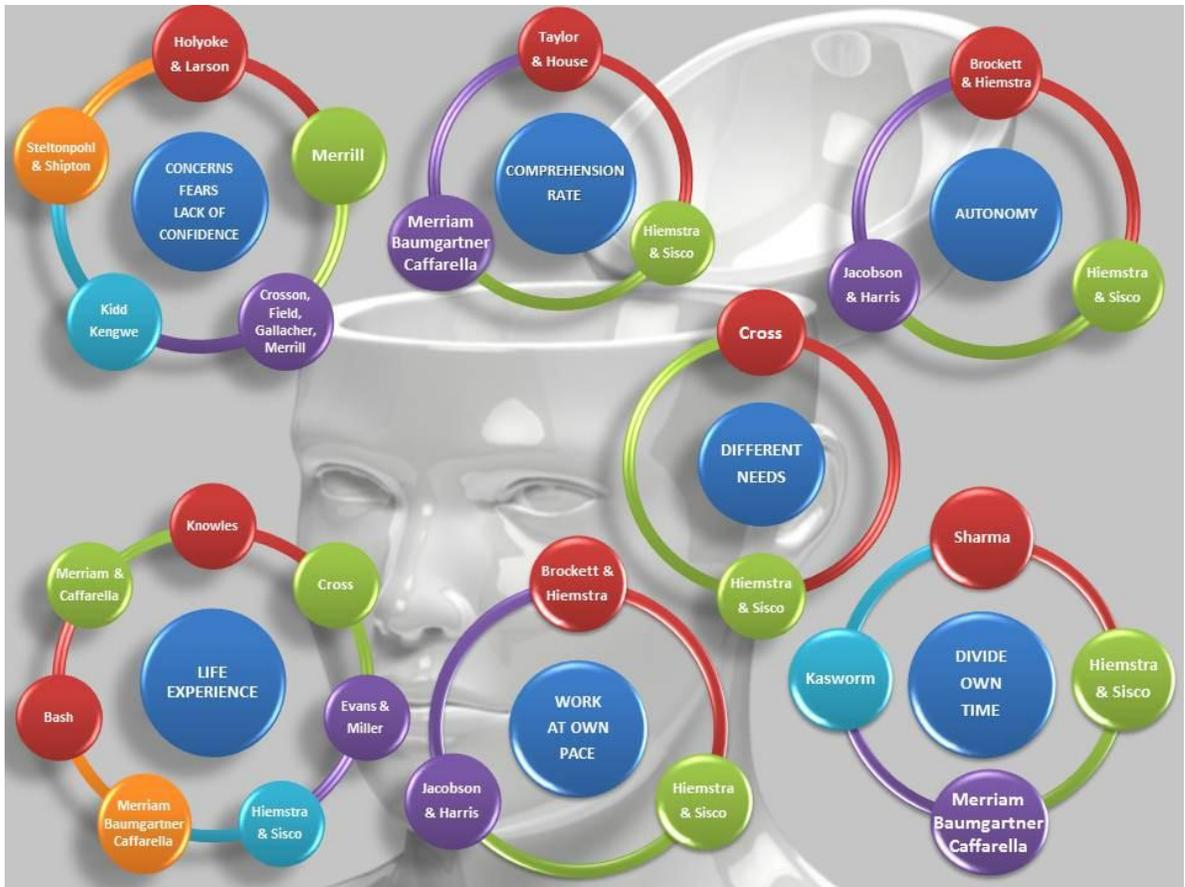 Holyoke
& Larson
Merrill
Crosson,
Field,
Gallacher,
Merrill
Kidd
Kengwe
Steltonpohl
& Shipton
CONCERNS
FEARS
LACK OF
CONFIDENCE
Taylor
& House
Hiemstra
& Sisco
Merriam
Baumgartner
Caffarella
COMPREHENSION
RATE
Brockett
& Hiemstra
Hiemstra
& Sisco
Jacobson
& Harris
AUTONOMY
Cross
Hiemstra
& Sisco
DIFFERENT
NEEDS
Knowles
Cross
Evans &
Miller
Hiemstra
& Sisco
Merriam
Baumgartner
Caffarella
Bash
Merriam &
Caffarella
LIFE
EXPERIENCE
Brockett &
Hiemstra
Hiemstra
& Sisco
Jacobson
& Harris
WORK
AT OWN
PACE
Sharma
Hiemstra
& Sisco
Merriam
Baumgartner
Caffarella
Kasworm
DIVIDE
OWN
TIME